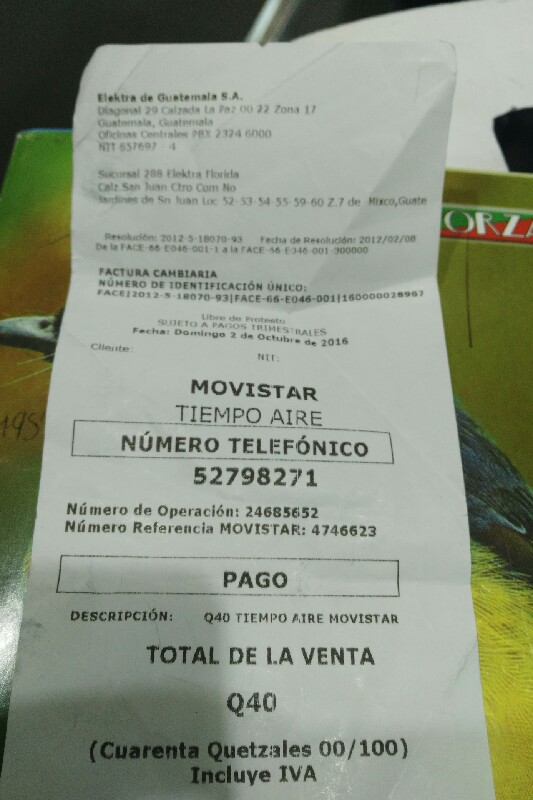 Elektra de Guatemala S.A.
Diagonal 29 Calzada La Paz 00 22 Zona 17
Guatemala, Guatemala
Oficinas Centrales PBX 2324 6000
NIT 657697 - 4
Sucursal 288 Elektra Florida
Calz San Juan Ctro Com No
Jardines de Sn Juan Loc 52-53-54-55-59-60 Z.7 de Mixco,Guate
Resolución: 2012-5-18070-93 Fecha de Resolución: 2012/02/08
De la FACE-66-E046-001-1 a la FACE-66-E046-001-300000
FACTURA CAMBIARIA
NÚMERO DE IDENTIFICACIÓN ÚNICO:
FACE|2012-5-18070-93|FACE-66-E046-001|160000028967
Libre de Protesto
SUJETO A PAGOS TRIMESTRALES
Fecha: Domingo 2 de Octubre de 2016
Cliente:
NIT:
MOVISTAR
TIEMPO AIRE
NÚMERO TELEFÓNICO
52798271
Número de Operación: 24685652
Número Referencia MOVISTAR: 4746623
PAGO
DESCRIPCIÓN: Q40 TIEMPO AIRE MOVISTAR
TOTAL DE LA VENTA
Q40
(Cuarenta Quetzales 00/100)
Incluye IVA